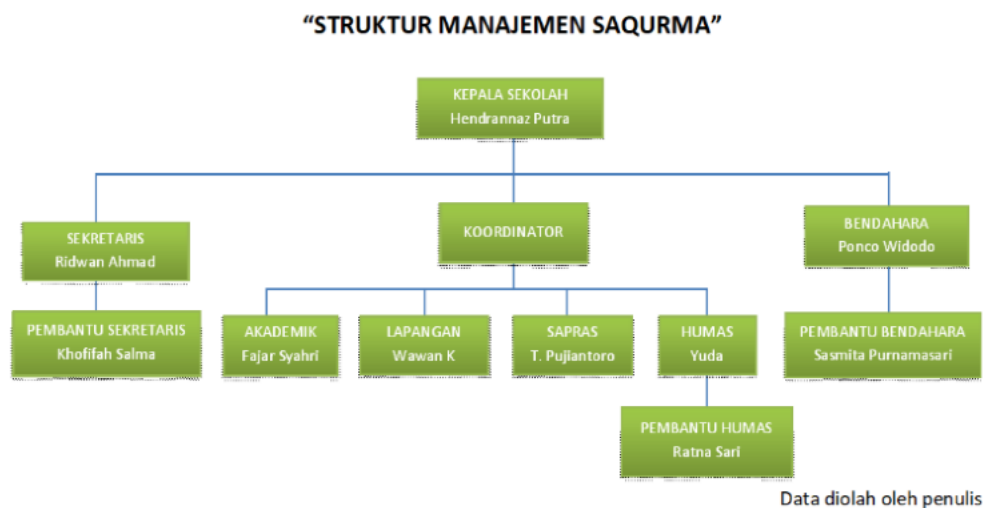 “STRUKTUR MANAJEMEN SAQURMA”
KEPALA SEKOLAH
Hendrannaz Putra
SEKRETARIS
Ridwan Ahmad
KOORDINATOR
BENDAHARA
Ponco Widodo
PEMBANTU SEKRETARIS
Khofifah Salma
AKADEMIK
Fajar Syahri
LAPANGAN
Wawan K
SAPRAS
T. Pujiantoro
HUMAS
Yuda
PEMBANTU BENDAHARA
Sasmita Purnamasari
PEMBANTU HUMAS
Ratna Sari
Data diolah oleh penulis